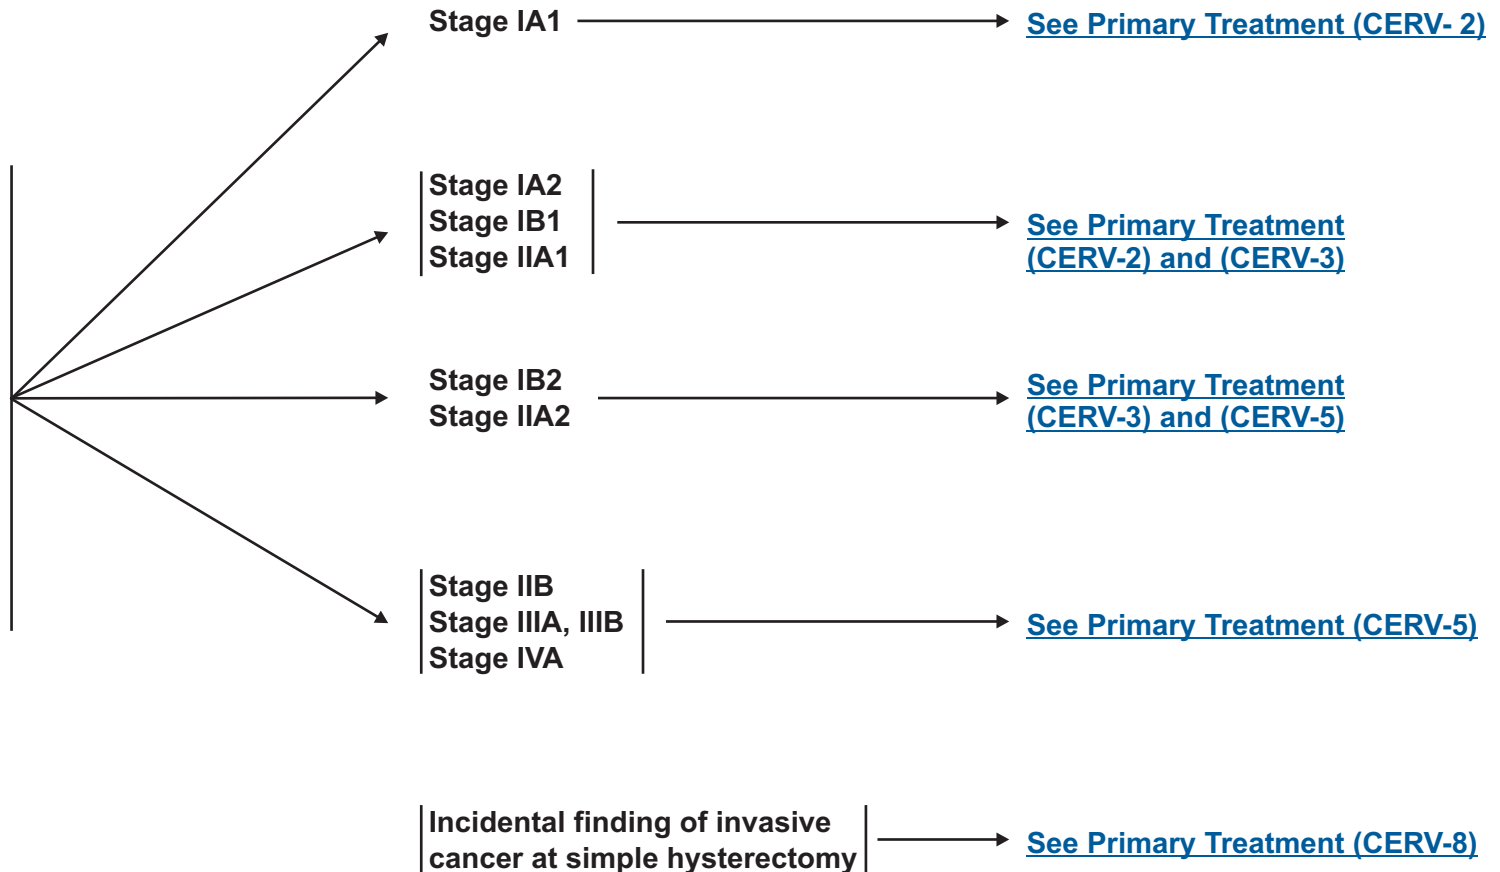 Stage IA1
See Primary Treatment (CERV- 2)
Stage IA2
Stage IB1
Stage IIA1
See Primary Treatment
(CERV-2) and (CERV-3)
Stage IB2
Stage IIA2
See Primary Treatment
(CERV-3) and (CERV-5)
Stage IIB
Stage IIIA, IIIB
Stage IVA
See Primary Treatment (CERV-5)
Incidental finding of invasive
cancer at simple hysterectomy
See Primary Treatment (CERV-8)